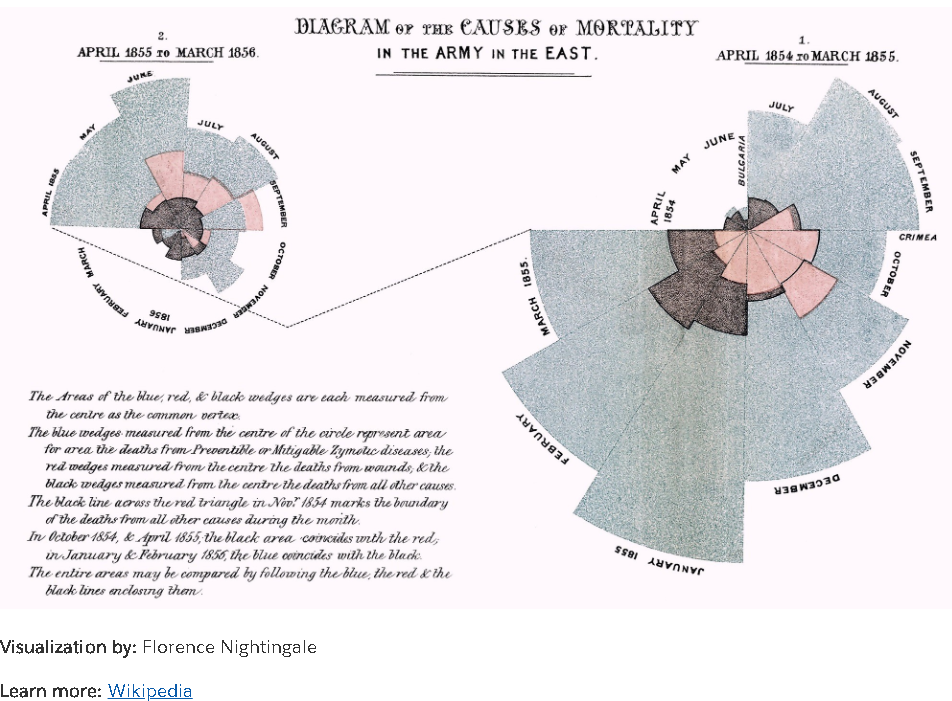 DIAGRAM OF THE CAUSES OF MORTALITY
IN THE ARMY IN THE EAST.
2.
APRIL 1855 TO MARCH 1856.
1.
APRIL 1854 TO MARCH 1855.
APRIL 1855
MAY
JUNE
JULY
AUGUST
SEPTEMBER
OCTOBER
NOVEMBER
DECEMBER
JANUARY
1856
FEBRUARY
MARCH
APRIL
1854
MAY
JUNE
BULGARIA
JULY
AUGUST
SEPTEMBER
CRIMEA
OCTOBER
NOVEMBER
DECEMBER
JANUARY 1855
FEBRUARY
MARCH 1855.
The Areas of the blue, red, & black wedges are each measured from
the centre as the common vertex.
The blue wedges measured from the centre of the circle represent area
for area the deaths from Preventible or Mitigable Zymotic diseases, the
red wedges measured from the centre the deaths from wounds, & the
black wedges measured from the centre the deaths from all other causes.
The black line across the red triangle in Novr. 1854 marks the boundary
of the deaths from all other causes during the month.
In October 1854, & April 1855, the black area coincides with the red,
in January & February 1856, the blue coincides with the black.
The entire areas may be compared by following the blue, the red & the
black lines enclosing them.
Visualization by: Florence Nightingale
Learn more: Wikipedia